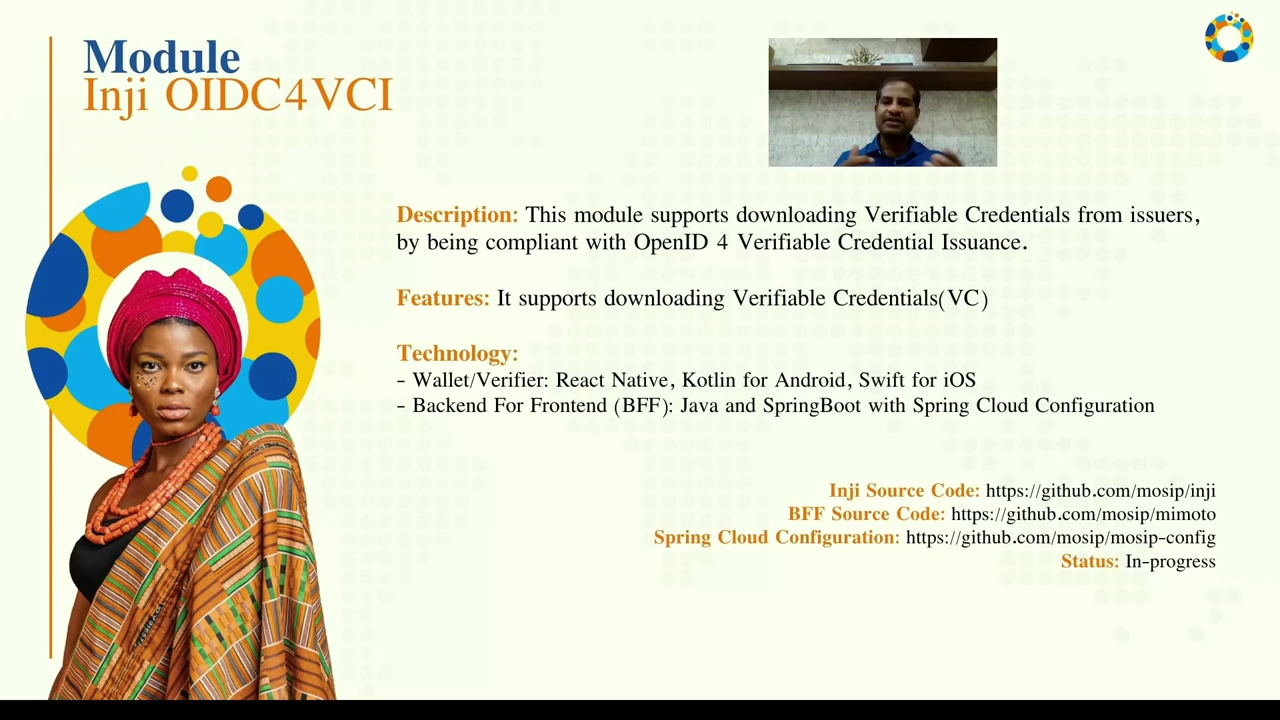 Module
Inji OIDC4VCI
Description: This module supports downloading Verifiable Credentials from issuers,
by being compliant with OpenID 4 Verifiable Credential Issuance.
Features: It supports downloading Verifiable Credentials(VC)
Technology:
- Wallet/Verifier: React Native, Kotlin for Android, Swift for iOS
- Backend For Frontend (BFF): Java and SpringBoot with Spring Cloud Configuration
Inji Source Code: https://github.com/mosip/inji
BFF Source Code: https://github.com/mosip/mimoto
Spring Cloud Configuration: https://github.com/mosip/mosip-config
Status: In-progress